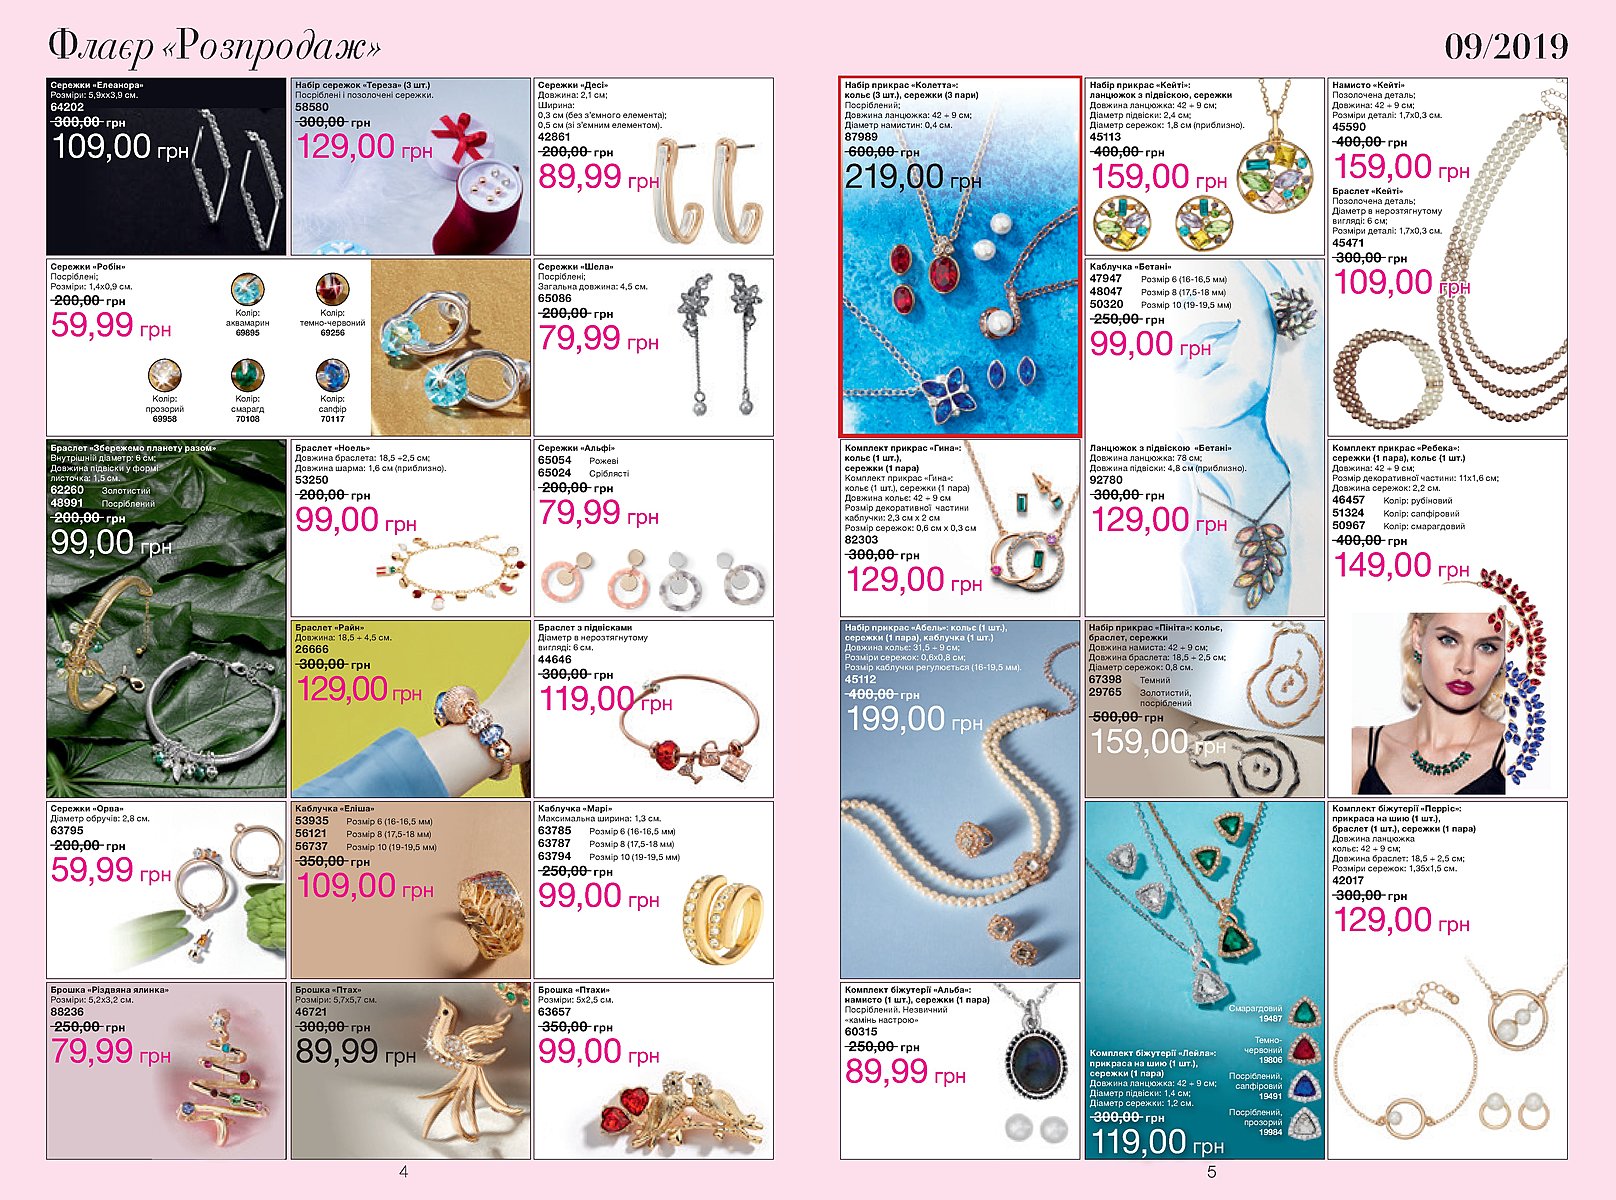 Флаєр «Розпродаж»
09/2019
Сережки «Елеанора»
Розміри: 5,9хх3,9 см.
64202
300,00 грн
109,00 грн
Набір сережок «Тереза» (3 шт.)
Посріблені і позолочені сережки.
58580
300,00 грн
129,00 грн
Сережки «Десі»
Довжина: 2,1 см;
Ширина:
0,3 см (без з’ємного елемента);
0,5 см (зі з’ємним елементом).
42861
200,00 грн
89,99 грн
Сережки «Робін»
Посріблені;
Розміри: 1,4х0,9 см.
200,00 грн
59,99 грн
Колір:
аквамарин
69895
Колір:
темно-червоний
69256
Колір:
прозорий
69958
Колір:
смарагд
70108
Колір:
сапфір
70117
Сережки «Шела»
Посріблені;
Загальна довжина: 4,5 см.
65086
200,00 грн
79,99 грн
Браслет «Збережемо планету разом»
Внутрішній діаметр: 6 см;
Довжина підвіски у формі
листочка: 1,5 см.
62260 Золотистий
48991 Посріблений
200,00 грн
99,00 грн
Браслет «Ноель»
Довжина браслета: 18,5 ÷2,5 см;
Довжина шарма: 1,6 см (приблизно).
53250
200,00 грн
99,00 грн
Сережки «Альфі»
65054 Рожеві
65024 Сріблясті
200,00 грн
79,99 грн
Браслет «Райн»
Довжина: 18,5 ÷ 4,5 см.
26666
300,00 грн
129,00 грн
Браслет з підвісками
Діаметр в нерозтягнутому
вигляді: 6 см.
44646
300,00 грн
119,00 грн
Сережки «Орва»
Діаметр обручів: 2,8 см.
63795
200,00 грн
59,99 грн
Каблучка «Еліша»
53935 Розмір 6 (16-16,5 мм)
56121 Розмір 8 (17,5-18 мм)
56737 Розмір 10 (19-19,5 мм)
350,00 грн
109,00 грн
Каблучка «Марі»
Максимальна ширина: 1,3 см.
63785 Розмір 6 (16-16,5 мм)
63787 Розмір 8 (17,5-18 мм)
63794 Розмір 10 (19-19,5 мм)
250,00 грн
99,00 грн
Брошка «Різдвяна ялинка»
Розміри: 5,2х3,2 см.
88236
250,00 грн
79,99 грн
Брошка «Птах»
Розміри: 5,7х5,7 см.
46721
300,00 грн
89,99 грн
Брошка «Птахи»
Розміри: 5х2,5 см.
63657
350,00 грн
99,00 грн
4
Набір прикрас «Колетта»:
кольє (3 шт.), сережки (3 пари)
Посріблений;
Довжина ланцюжка: 42 ÷ 9 см;
Діаметр намистин: 0,4 см.
87989
600,00 грн
219,00 грн
Набір прикрас «Кейті»:
ланцюжок з підвіскою, сережки
Довжина ланцюжка: 42 ÷ 9 см;
Діаметр підвіски: 2,4 см;
Діаметр сережок: 1,8 см (приблизно).
45113
400,00 грн
159,00 грн
Намисто «Кейті»
Позолочена деталь;
Довжина: 42 ÷ 9 см;
Розміри деталі: 1,7х0,3 см.
45590
400,00 грн
159,00 грн
Браслет «Кейті»
Позолочена деталь;
Діаметр в нерозтягнутому
вигляді: 6 см;
Розміри деталі: 1,7х0,3 см.
45471
300,00 грн
109,00 грн
Каблучка «Бетані»
47947 Розмір 6 (16-16,5 мм)
48047 Розмір 8 (17,5-18 мм)
50320 Розмір 10 (19-19,5 мм)
250,00 грн
99,00 грн
Комплект прикрас «Гина»:
кольє (1 шт.),
сережки (1 пара)
Комплект прикрас «Гина»:
кольє (1 шт.), сережки (1 пара)
Довжина кольє: 42 ÷ 9 см
Розмір декоративної частини
каблучки: 2,3 см х 2 см
Розмір сережок: 0,6 см х 0,3 см
82303
300,00 грн
129,00 грн
Ланцюжок з підвіскою «Бетані»
Довжина ланцюжка: 78 см;
Довжина підвіски: 4,8 см (приблизно).
92780
300,00 грн
129,00 грн
Комплект прикрас «Ребека»:
сережки (1 пара), кольє (1 шт.)
Довжина: 42 ÷ 9 см;
Розмір декоративної частини: 11х1,6 см;
Довжина сережок: 2,2 см.
46457 Колір: рубіновий
51324 Колір: сапфіровий
50967 Колір: смарагдовий
400,00 грн
149,00 грн
Набір прикрас «Абель»: кольє (1 шт.),
сережки (1 пара), каблучка (1 шт.)
Довжина кольє: 31,5 ÷ 9 см;
Розміри сережок: 0,6х0,8 см;
Розмір каблучки регулюється (16-19,5 мм).
45112
400,00 грн
199,00 грн
Набір прикрас «Пініта»: кольє,
браслет, сережки
Довжина намиста: 42 ÷ 9 см;
Довжина браслета: 18,5 ÷ 2,5 см;
Діаметр сережок: 0,8 см.
67398 Темний
29765 Золотистий,
посріблений
500,00 грн
159,00 грн
Комплект біжутерії «Перріс»:
прикраса на шию (1 шт.),
браслет (1 шт.), сережки (1 пара)
Довжина ланцюжка
кольє: 42 ÷ 9 см;
Довжина браслет: 18,5 ÷ 2,5 см;
Розміри сережок: 1,35х1,5 см.
42017
300,00 грн
129,00 грн
Комплект біжутерії «Альба»:
намисто (1 шт.), сережки (1 пара)
Посріблений. Незвичний
«камінь настрою»
60315
250,00 грн
89,99 грн
Смарагдовий
19487
Темно-
червоний
19806
Посріблений,
сапфіровий
19491
Посріблений,
прозорий
19984
Комплект біжутерії «Лейла»:
прикраса на шию (1 шт.),
сережки (1 пара)
Довжина ланцюжка: 42 ÷ 9 см;
Діаметр підвіски: 1,4 см;
Діаметр сережки: 1,2 см.
300,00 грн
119,00 грн
5